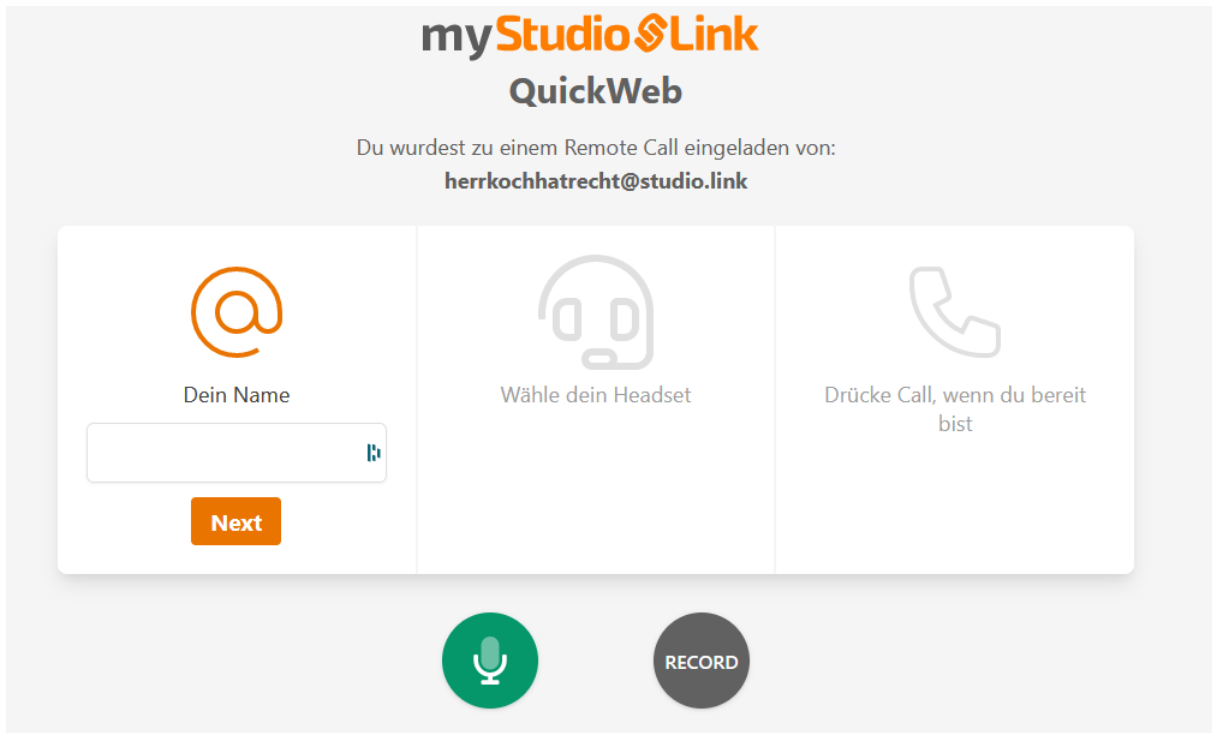 myStudioLink
QuickWeb
Du wurdest zu einem Remote Call eingeladen von:
herrkochhatrecht@studio.link
Dein Name
Next
Wähle dein Headset
Drücke Call, wenn du bereit
bist
RECORD